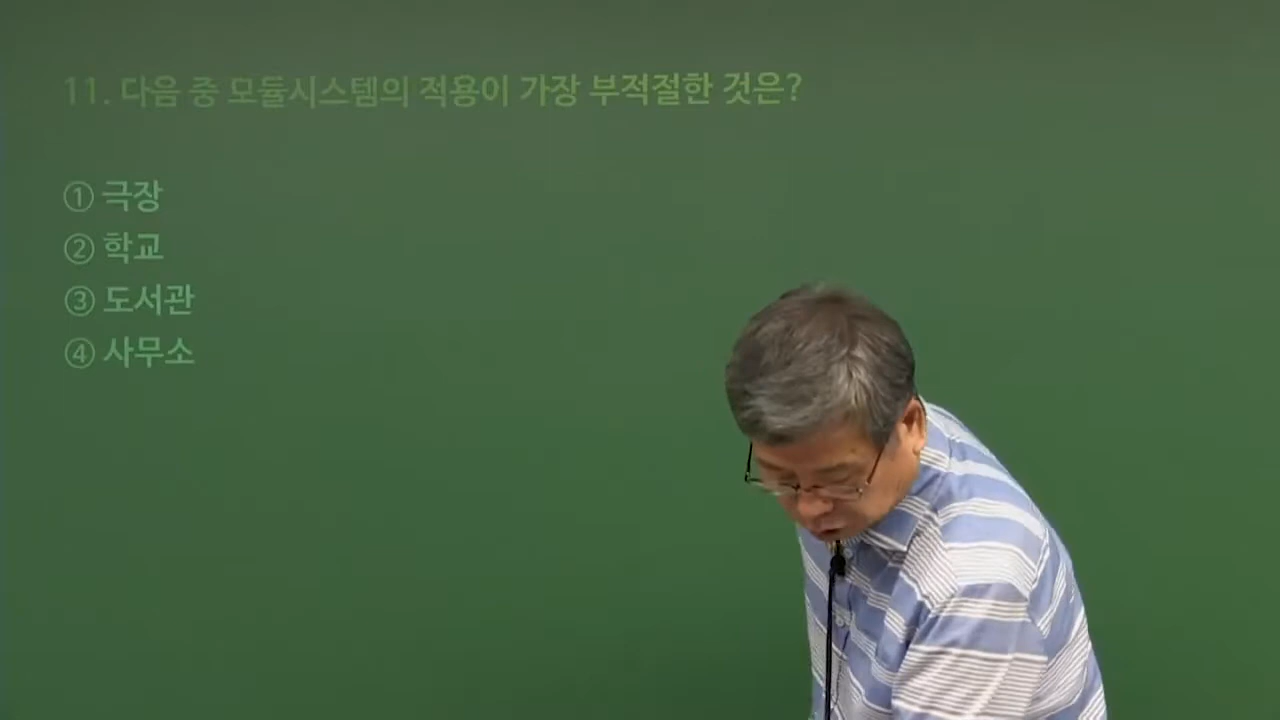 11. 다음 중 모듈시스템의 적용이 가장 부적절한 것은?
① 극장
② 학교
③ 도서관
④ 사무소